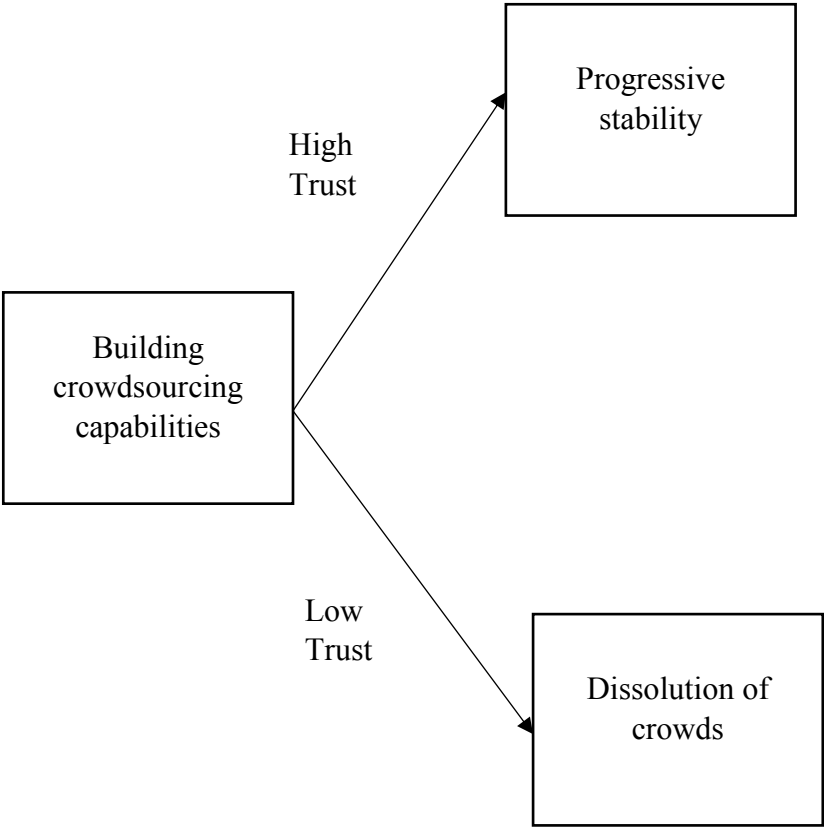 Progressive
stability
High
Trust
Building
crowdsourcing
capabilities
Low
Trust
Dissolution of
crowds